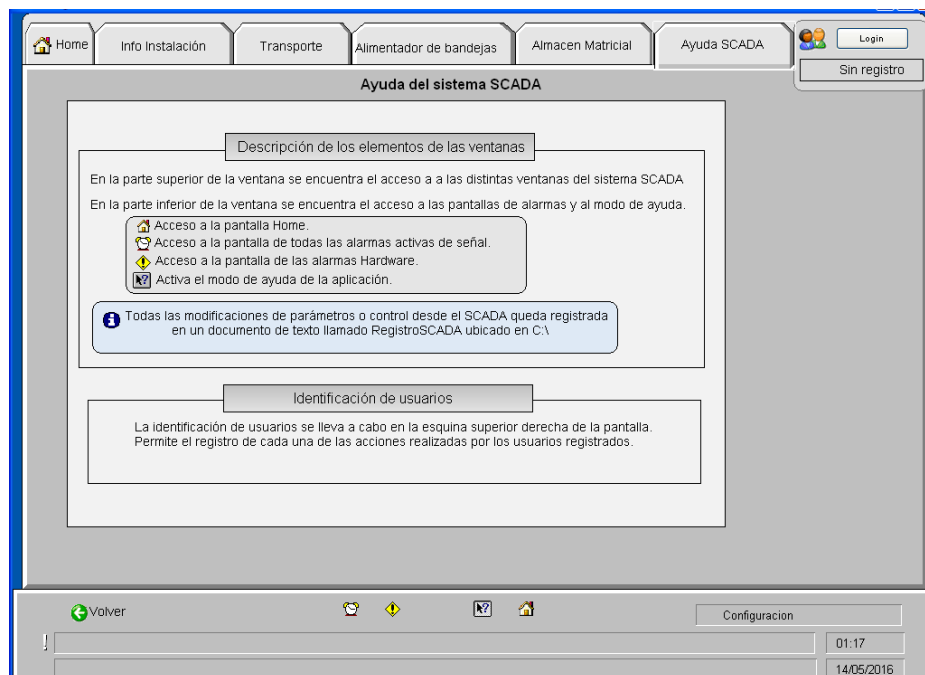 Home
Info Instalación
Transporte
Alimentador de bandejas
Almacen Matricial
Ayuda SCADA
Login
Sin registro
Ayuda del sistema SCADA
Descripción de los elementos de las ventanas
En la parte superior de la ventana se encuentra el acceso a a las distintas ventanas del sistema SCADA
En la parte inferior de la ventana se encuentra el acceso a las pantallas de alarmas y al modo de ayuda.
Acceso a la pantalla Home.
Acceso a la pantalla de todas las alarmas activas de señal.
Acceso a la pantalla de las alarmas Hardware.
Activa el modo de ayuda de la aplicación.
Todas las modificaciones de parámetros o control desde el SCADA queda registrada
en un documento de texto llamado RegistroSCADA ubicado en C:\
Identificación de usuarios
La identificación de usuarios se lleva a cabo en la esquina superior derecha de la pantalla.
Permite el registro de cada una de las acciones realizadas por los usuarios registrados.
Volver
Configuracion
!
01:17
14/05/2016